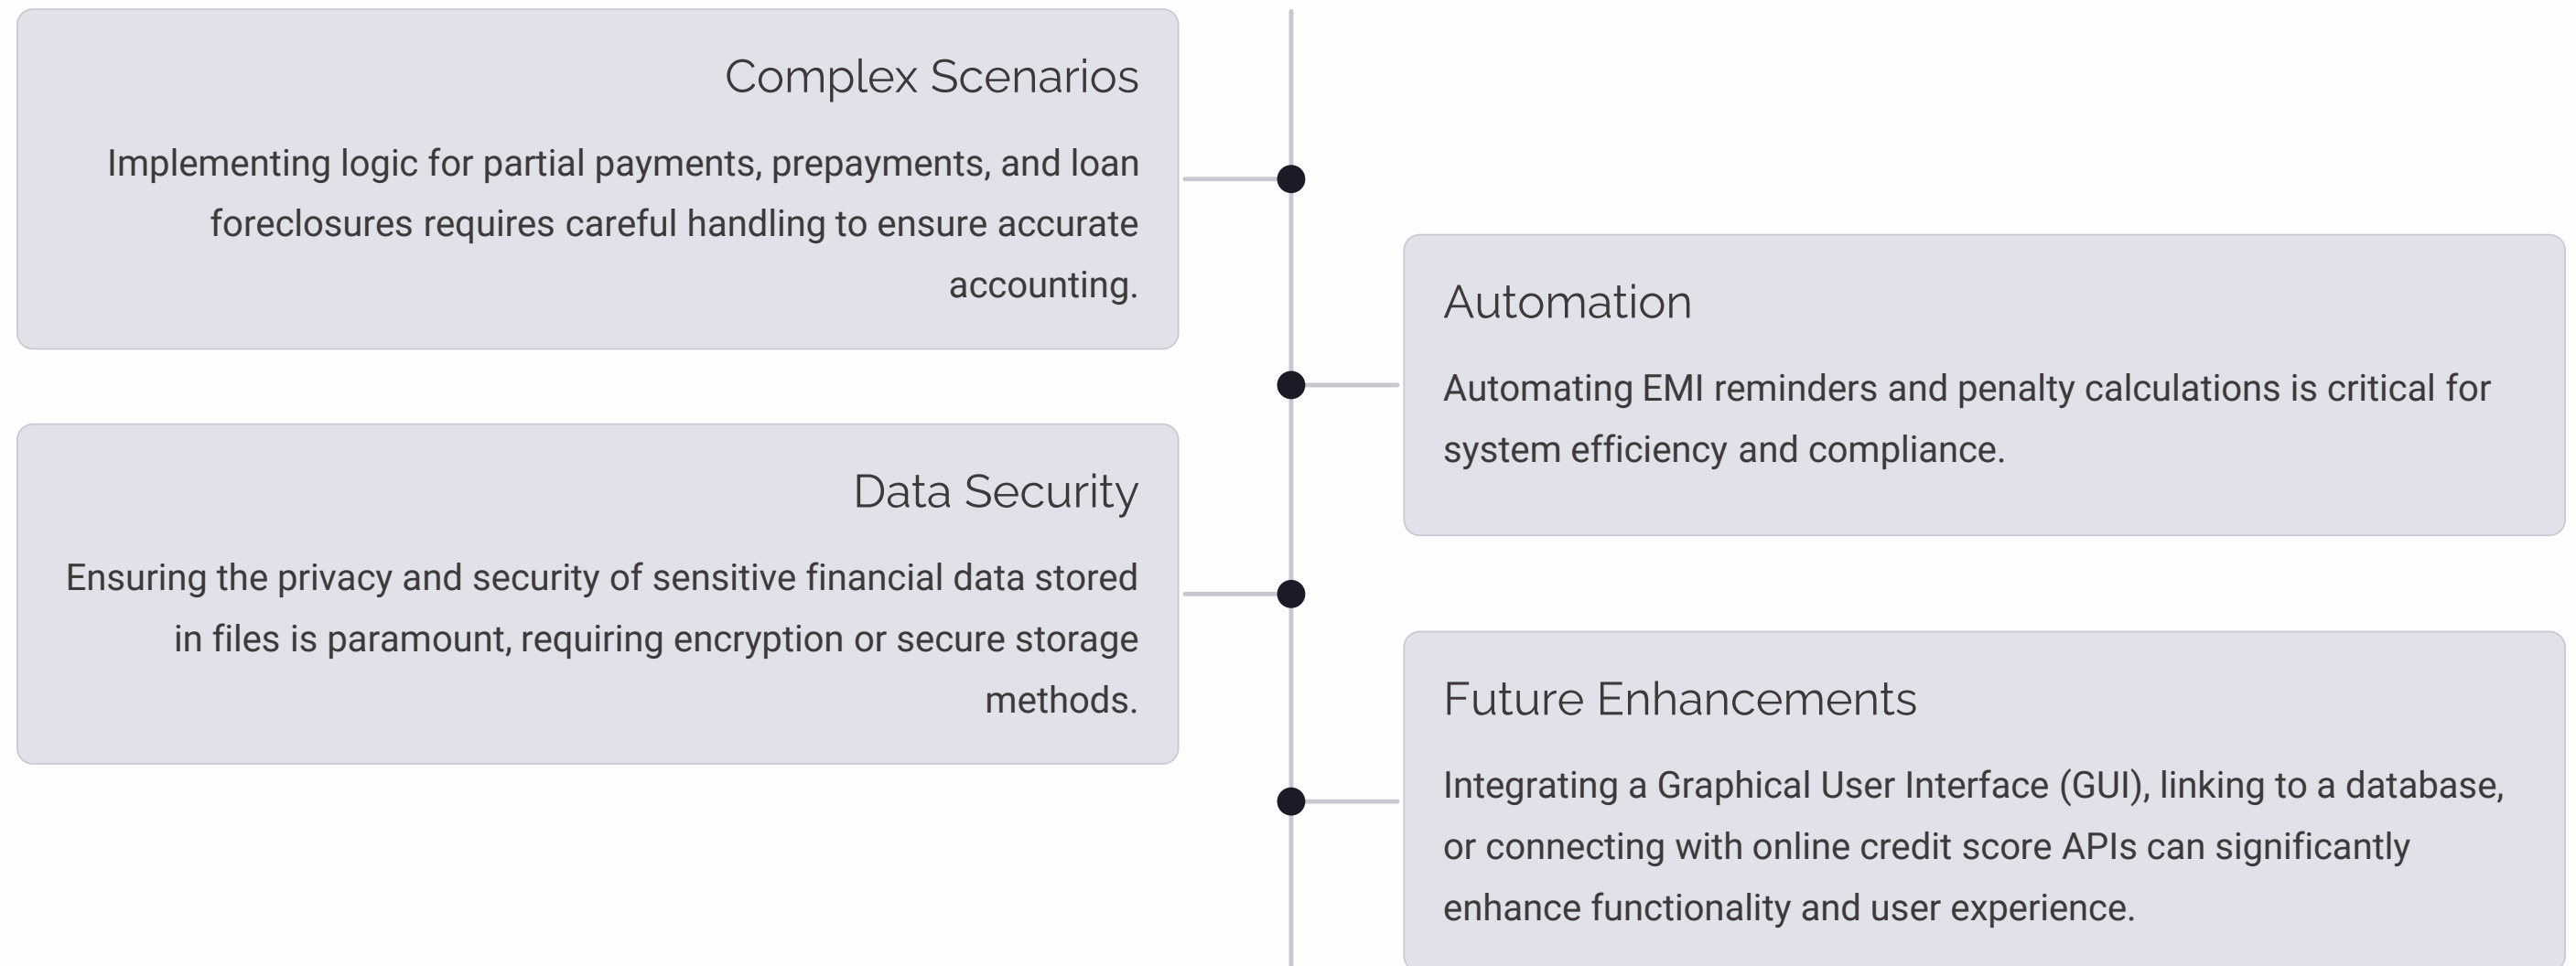 Complex Scenarios
Implementing logic for partial payments, prepayments, and loan
foreclosures requires careful handling to ensure accurate
accounting.
Automation
Automating EMI reminders and penalty calculations is critical for
system efficiency and compliance.
Data Security
Ensuring the privacy and security of sensitive financial data stored
in files is paramount, requiring encryption or secure storage
methods.
Future Enhancements
Integrating a Graphical User Interface (GUI), linking to a database,
or connecting with online credit score APIs can significantly
enhance functionality and user experience.